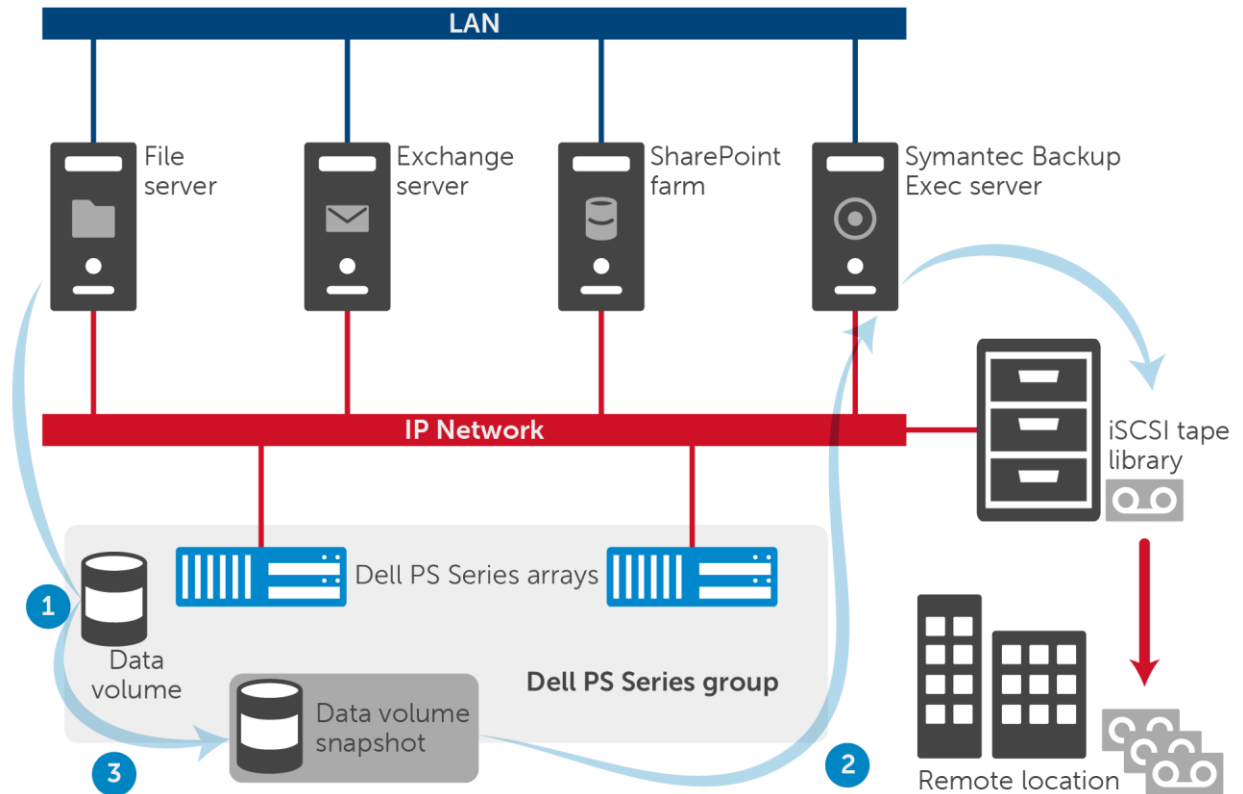 LAN
File
server
Exchange
server
SharePoint
farm
Symantec Backup
Exec server
IP Network
iSCSI tape
library
Dell PS Series arrays
1
Data
volume
Dell PS Series group
Data volume
snapshot
3
2
Remote location